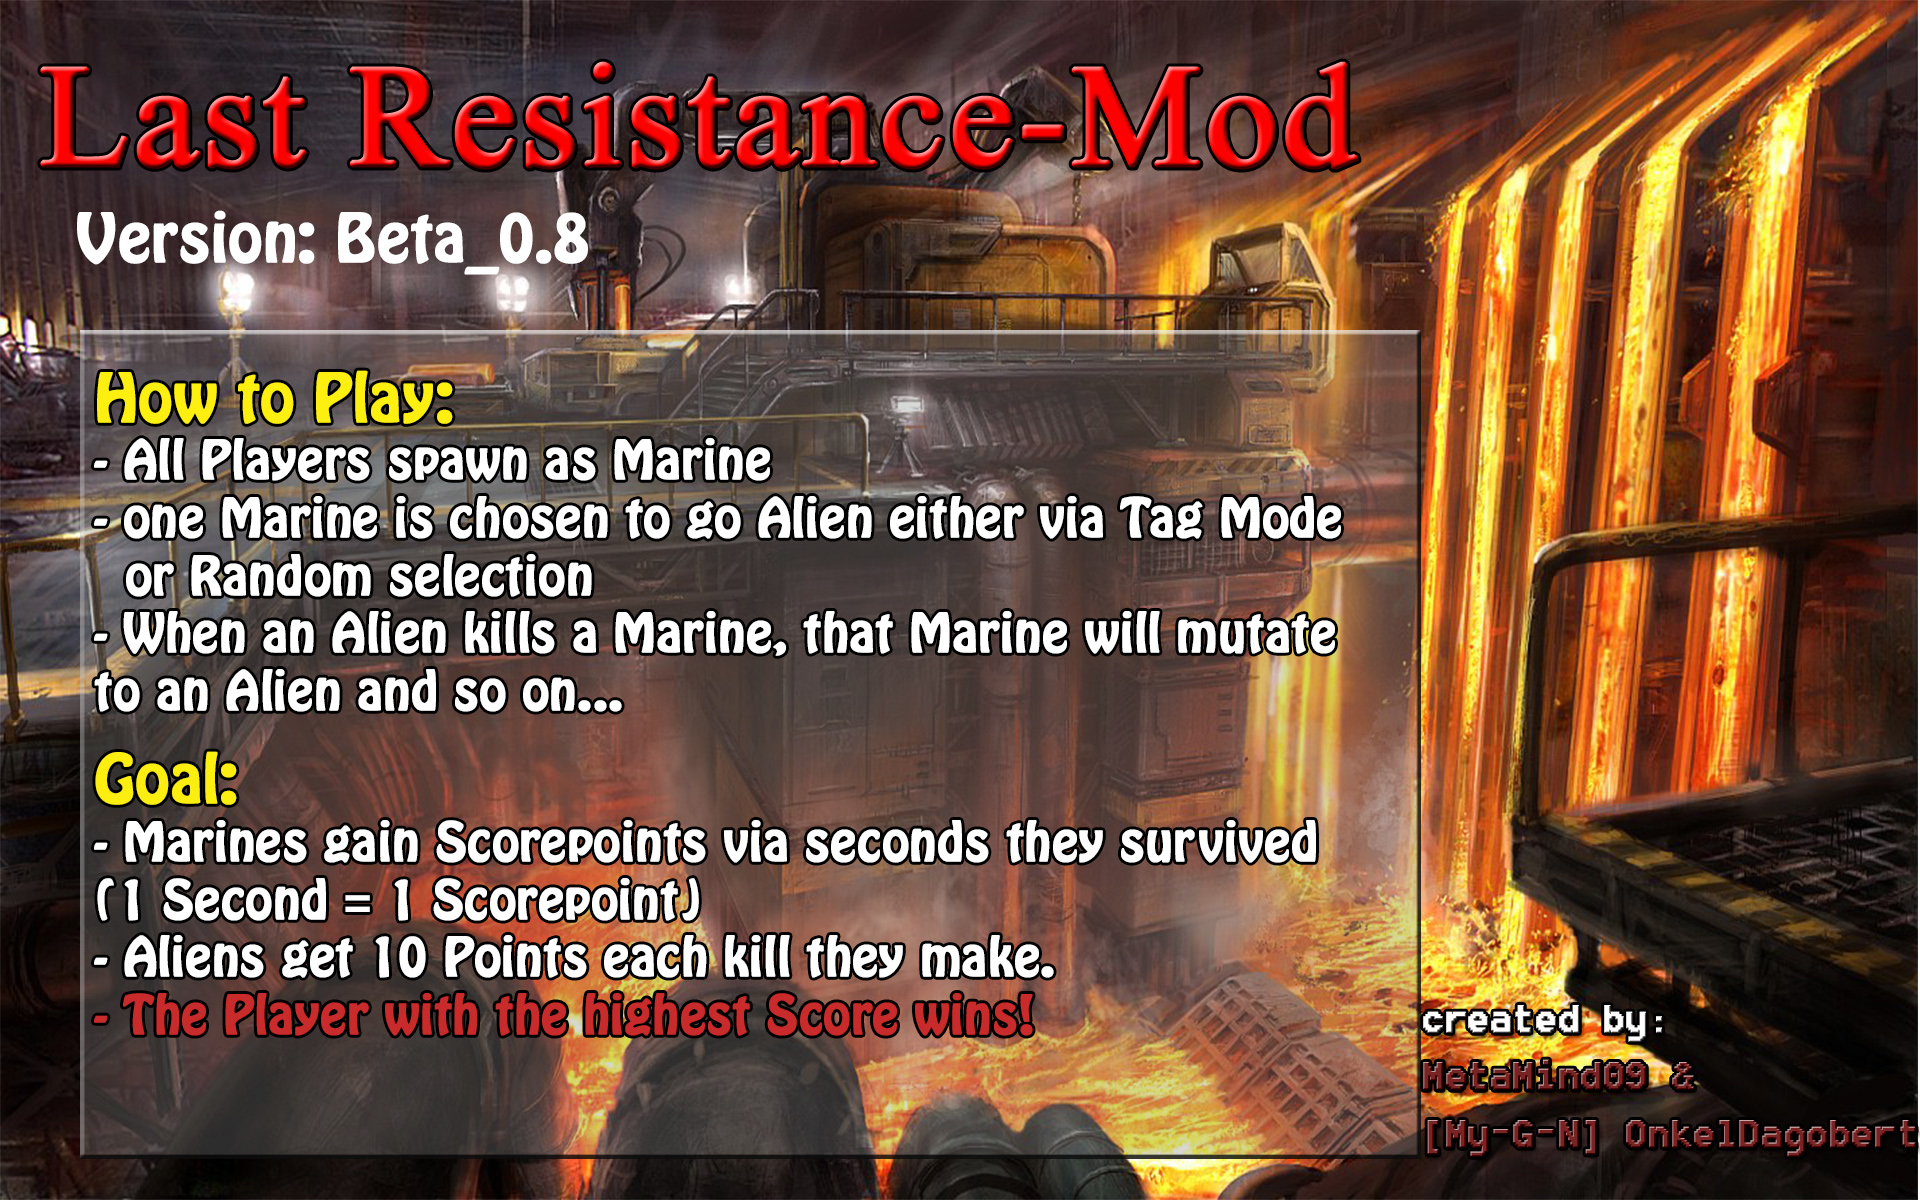 Last Resistance-Mod
Version: Beta_0.8
How to Play:
- All Players spawn as Marine
- one Marine is chosen to go Alien either via Tag Mode
or Random selection
- When an Alien kills a Marine, that Marine will mutate
to an Alien and so on...
Goal:
- Marines gain Scorepoints via seconds they survived
(1 Second = 1 Scorepoint)
- Aliens get 10 Points each kill they make.
- The Player with the highest Score wins!
created by:
MetaMind09 &
[My-G-N] OnkelDagobert